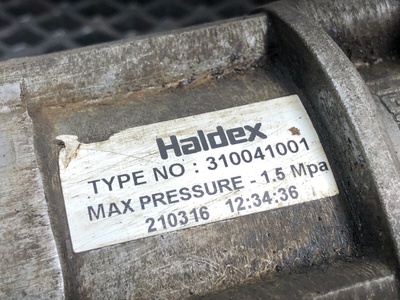 Haldex
TYPE NO : 310041001
MAX PRESSURE - 1.5 Mpa
210316 12:34:36